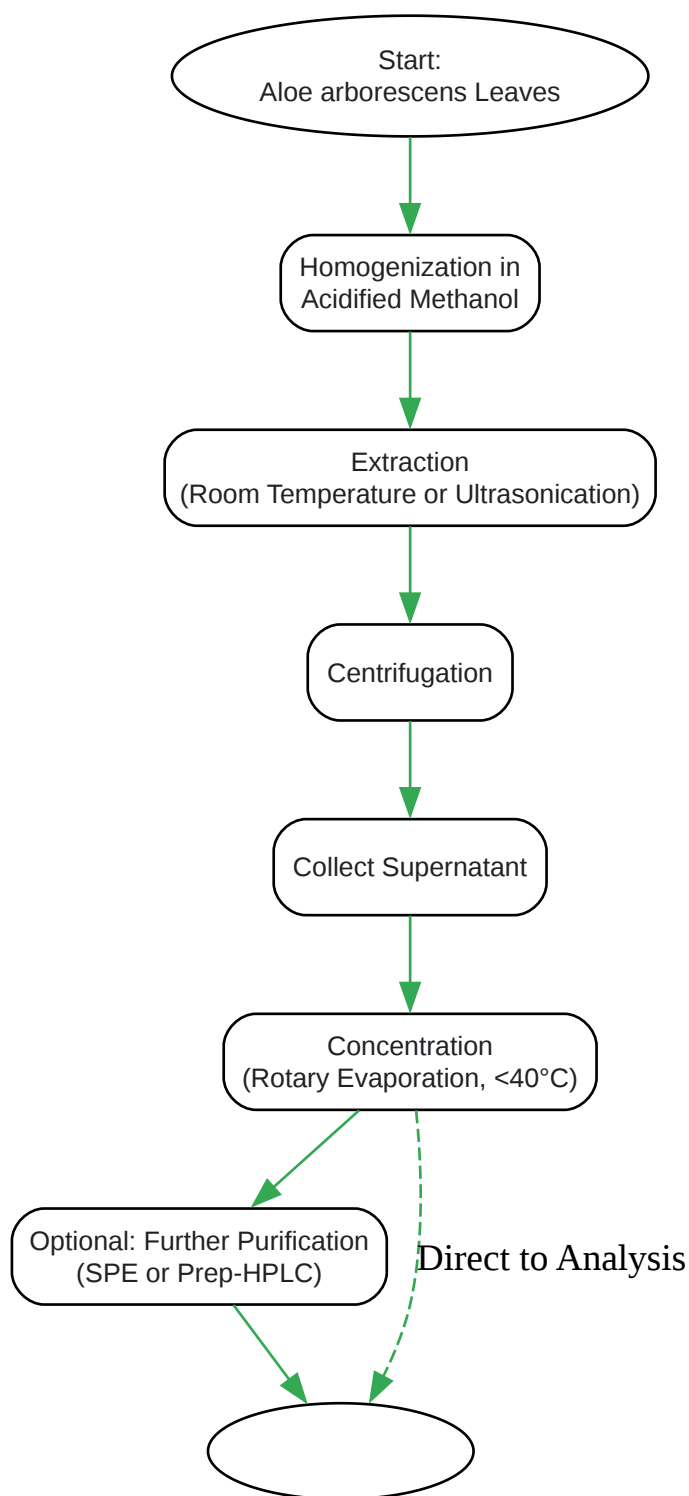 Start:
Aloe arborescens Leaves
Homogenization in
Acidified Methanol
Extraction
(Room Temperature or Ultrasonication)
Centrifugation
Collect Supernatant
Concentration
(Rotary Evaporation, <40°C)
Optional: Further Purification
(SPE or Prep-HPLC)
Direct to Analysis